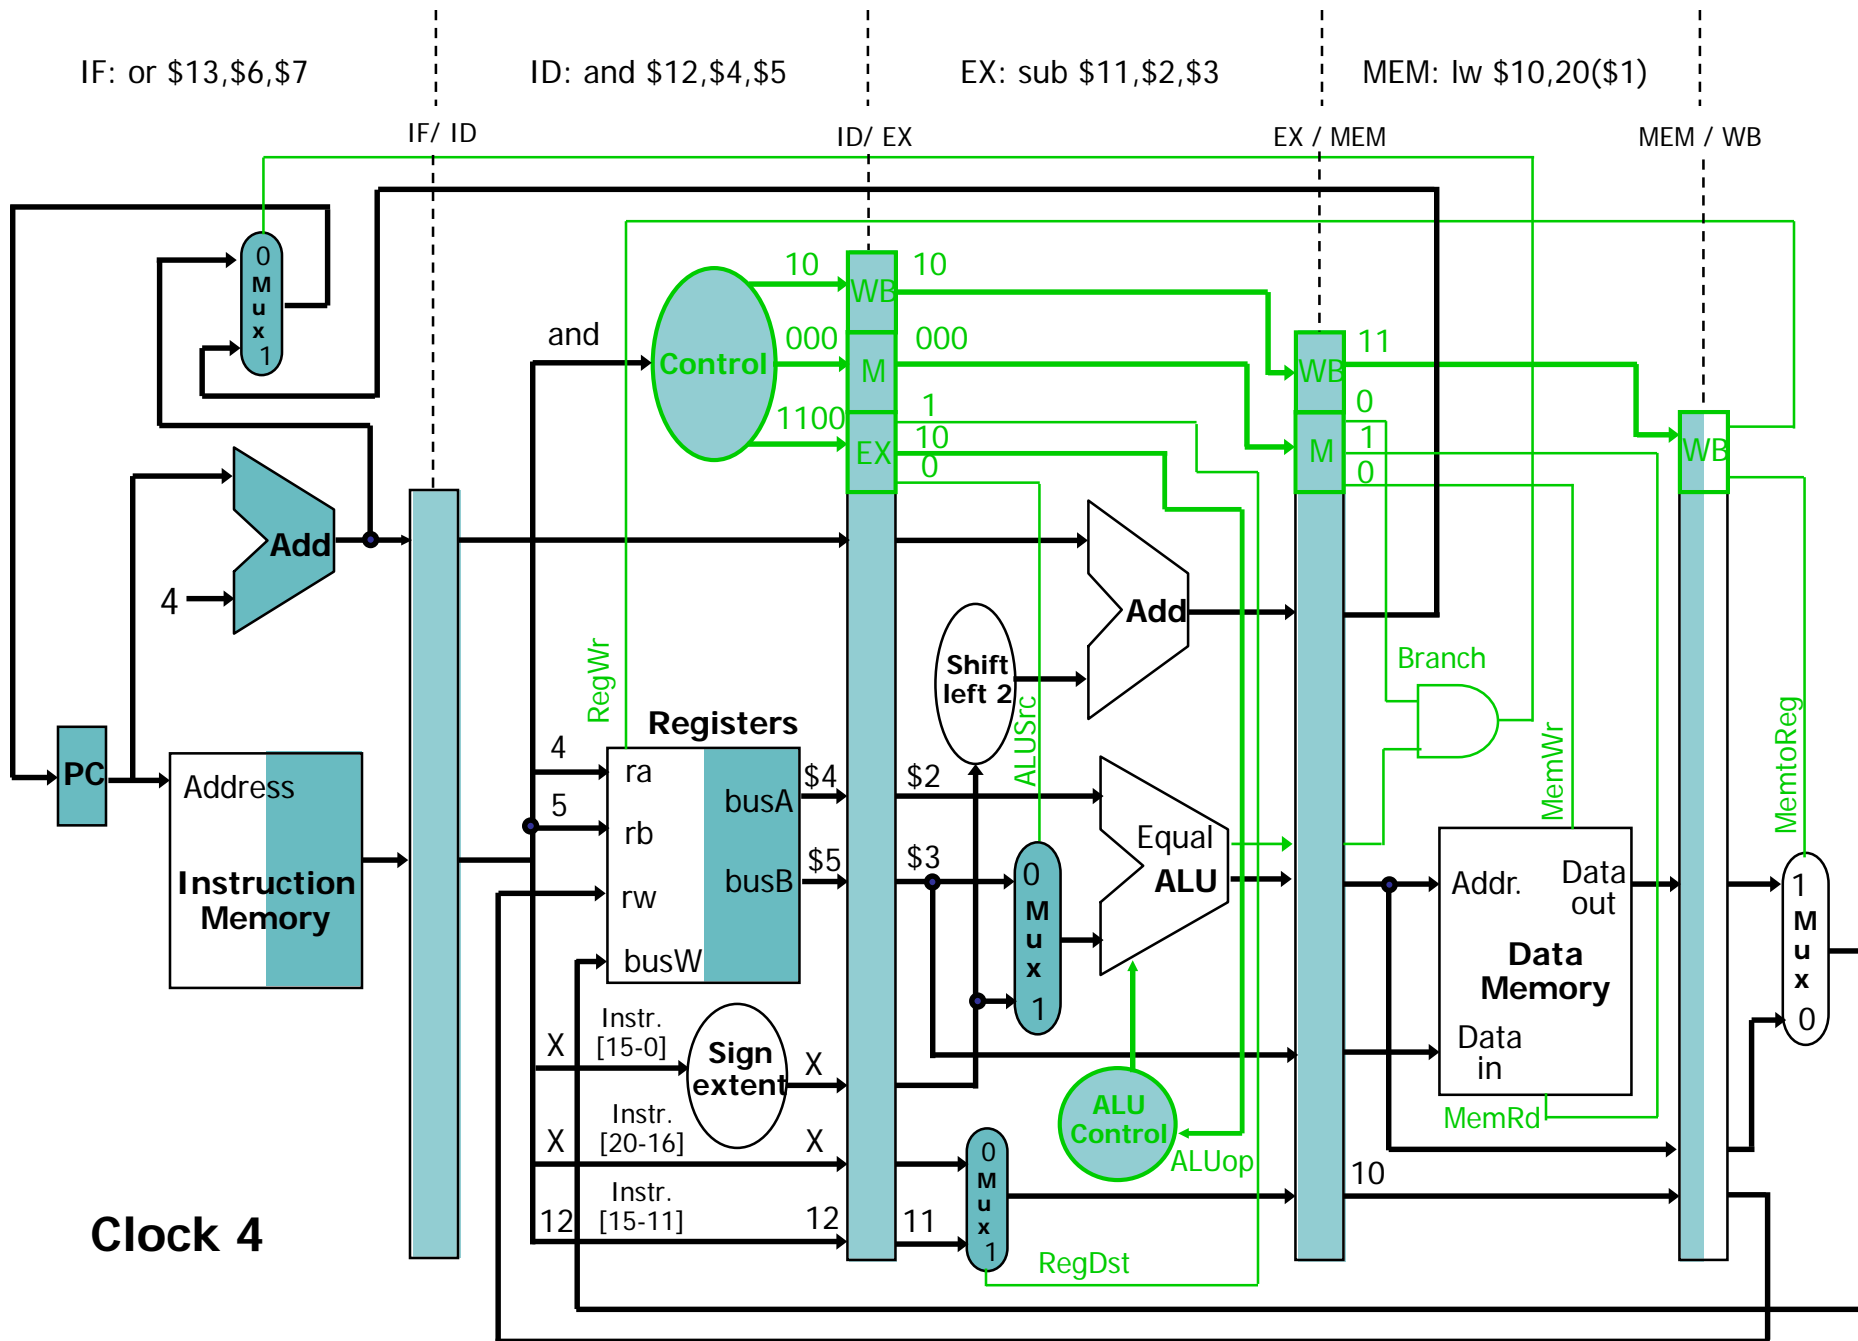 IF: or $13,$6,$7
ID: and $12,$4,$5
EX: sub $11,$2,$3
MEM: lw $10,20($1)
IF/ ID
ID/ EX
EX / MEM
MEM / WB
0
M
u
x
1
10
WB
10
and
Control
000
M
000
1100
EX
1
10
0
WB
11
0
M
1
0
WB
Add
4
Add
Shift
left 2
Branch
RegWr
ALUSrc
MemWr
MemtoReg
PC
Address
Instruction
Memory
Registers
4
ra
5
rb
rw
busW
busA
$4
busB
$5
$2
$3
0
M
u
x
1
Equal
ALU
Addr.
Data
out
Data
Memory
Data
in
1
M
u
x
0
MemRd
X
Instr.
[15-0]
Sign
extent
X
ALU
Control
ALUop
X
Instr.
[20-16]
X
12
Instr.
[15-11]
12
11
0
M
u
x
1
10
RegDst
Clock 4